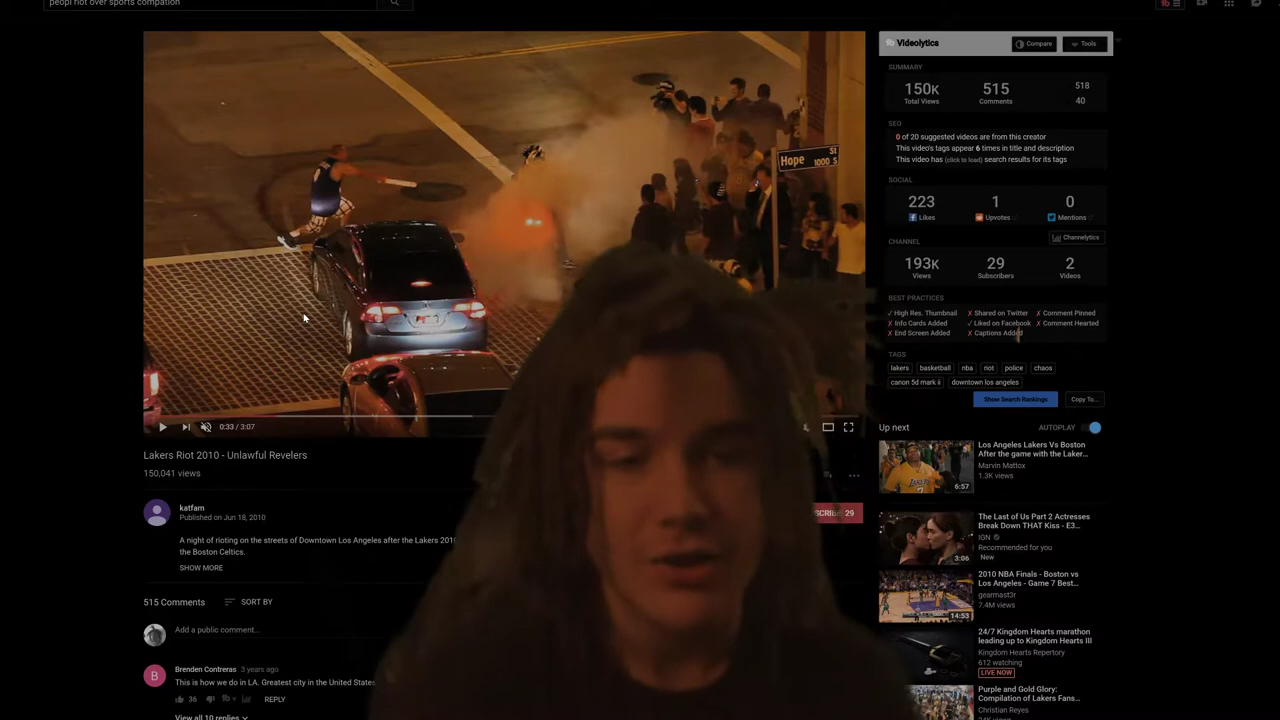 peopl riot over sports compation
Hope St
1000 S
0:33 / 3:07
Lakers Riot 2010 - Unlawful Revelers
150,041 views
katfam
Published on Jun 18, 2010
SCRIBE 29
A night of rioting on the streets of Downtown Los Angeles after the Lakers 201
the Boston Celtics.
SHOW MORE
515 Comments
SORT BY
Add a public comment...
B
Brenden Contreras 3 years ago
This is how we do in LA. Greatest city in the United States.
36
REPLY
View all 10 replies
Videolytics
Compare
Tools
SUMMARY
150K
Total Views
515
Comments
518
40
SEO
0 of 20 suggested videos are from this creator
This video's tags appear 6 times in title and description
This video has (click to load) search results for its tags
SOCIAL
223
Likes
1
Upvotes
0
Mentions
CHANNEL
Channelytics
193K
Views
29
Subscribers
2
Videos
BEST PRACTICES
✓ High Res. Thumbnail ✗ Shared on Twitter ✗ Comment Pinned
✗ Info Cards Added ✓ Liked on Facebook ✗ Comment Hearted
✗ End Screen Added ✗ Captions Added
TAGS
lakers basketball nba riot police chaos
canon 5d mark ii downtown los angeles
Show Search Rankings
Copy To...
Up next
AUTOPLAY
Los Angeles Lakers Vs Boston
After the game with the Laker...
Marvin Mattox
1.3K views
6:57
The Last of Us Part 2 Actresses
Break Down THAT Kiss - E3...
IGN
Recommended for you
New
3:06
2010 NBA Finals - Boston vs
Los Angeles - Game 7 Best...
gearmast3r
7.4M views
14:53
24/7 Kingdom Hearts marathon
leading up to Kingdom Hearts III
Kingdom Hearts Repertory
612 watching
LIVE NOW
Purple and Gold Glory:
Compilation of Lakers Fans...
Christian Reyes